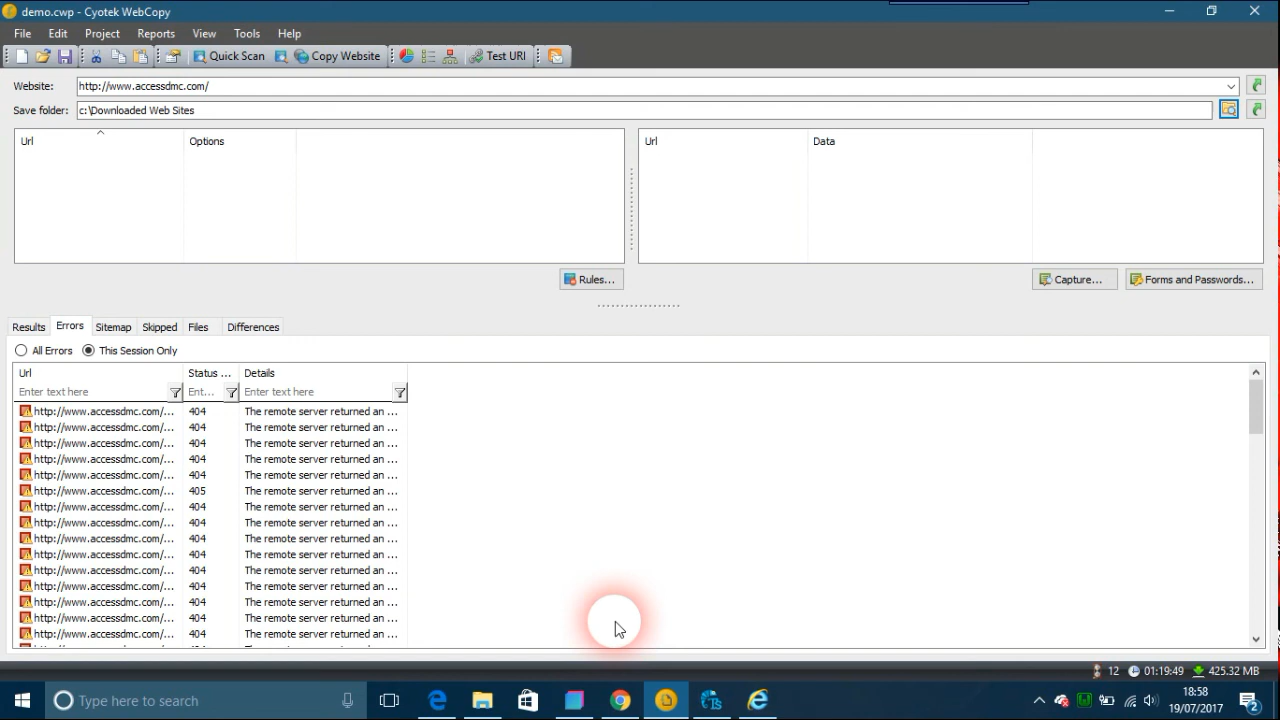 demo.cwp - Cyotek WebCopy
File Edit Project Reports View Tools Help
Quick Scan Copy Website Test URI
Website: http://www.accessdmc.com/
Save folder: c:\Downloaded Web Sites
Url Options Url Data
Rules... Capture... Forms and Passwords...
Results Errors Sitemap Skipped Files Differences
All Errors This Session Only
Url Status ... Details
Enter text here Ent... Enter text here
http://www.accessdmc.com/... 404 The remote server returned an ...
http://www.accessdmc.com/... 404 The remote server returned an ...
http://www.accessdmc.com/... 404 The remote server returned an ...
http://www.accessdmc.com/... 404 The remote server returned an ...
http://www.accessdmc.com/... 404 The remote server returned an ...
http://www.accessdmc.com/... 405 The remote server returned an ...
http://www.accessdmc.com/... 404 The remote server returned an ...
http://www.accessdmc.com/... 404 The remote server returned an ...
http://www.accessdmc.com/... 404 The remote server returned an ...
http://www.accessdmc.com/... 404 The remote server returned an ...
http://www.accessdmc.com/... 404 The remote server returned an ...
http://www.accessdmc.com/... 404 The remote server returned an ...
http://www.accessdmc.com/... 404 The remote server returned an ...
http://www.accessdmc.com/... 404 The remote server returned an ...
http://www.accessdmc.com/... 404 The remote server returned an ...
12 01:19:49 425.32 MB
Type here to search
Ts
18:58
19/07/2017
2